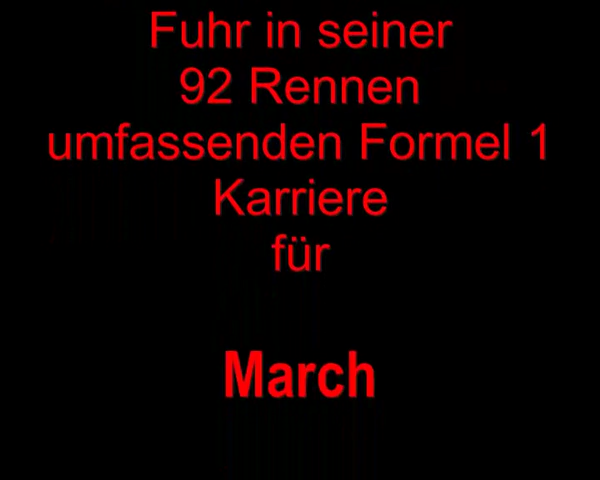 Fuhr in seiner
92 Rennen
umfassenden Formel 1
Karriere
für
March